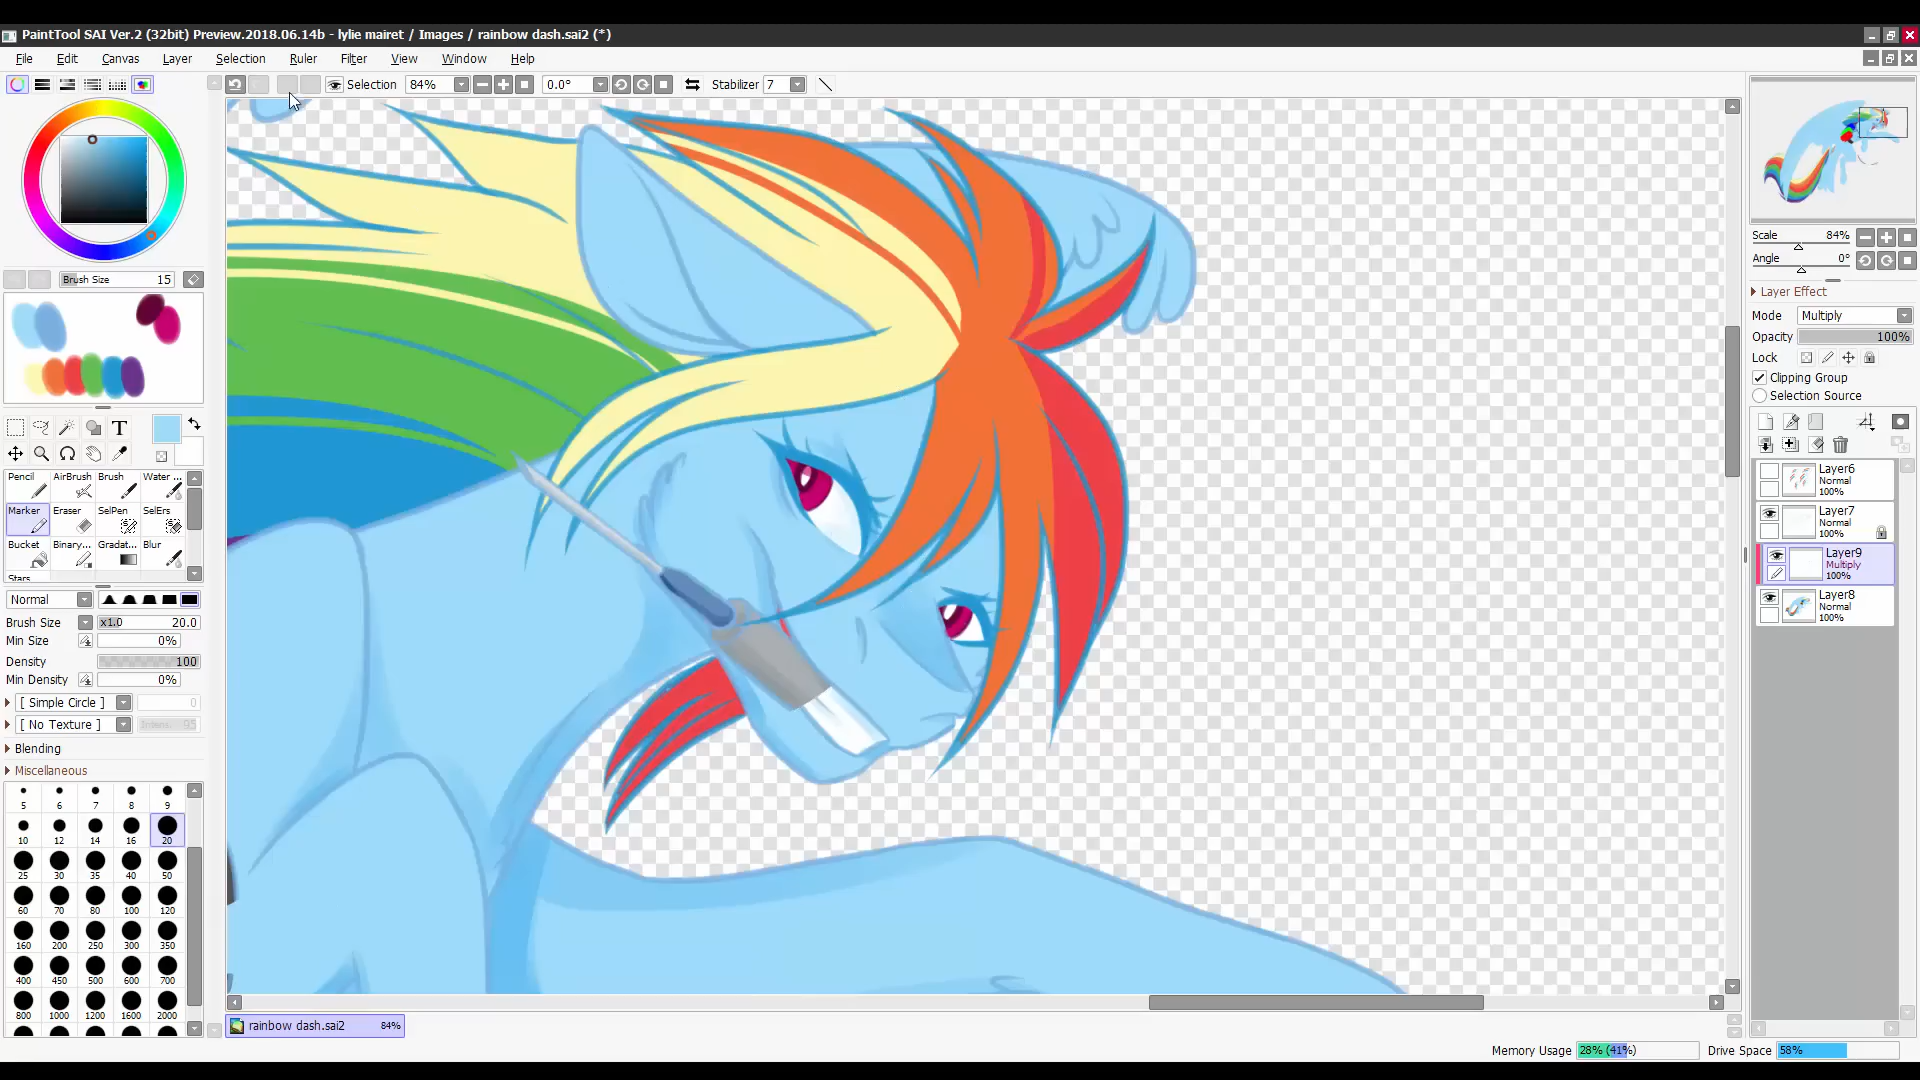 PaintTool SAI Ver.2 (32bit) Preview.2018.06.14b - lylie mairet / Images / rainbow dash.sai2 (*)
File Edit Canvas Layer Selection Ruler Filter View Window Help
Selection 84% 0.0° Stabilizer 7
Brush Size 15
T
Pencil AirBrush Brush Water ...
Marker Eraser SelPen SelErs
Bucket Binary... Gradat... Blur
Stars
Normal
Brush Size x1.0 20.0
Min Size 0%
Density 100
Min Density 0%
[ Simple Circle ] 0
[ No Texture ] Intens. 95
Blending
Miscellaneous
5 6 7 8 9
10 12 14 16 20
25 30 35 40 50
60 70 80 100 120
160 200 250 300 350
400 450 500 600 700
800 1000 1200 1600 2000
rainbow dash.sai2 84%
Scale 84%
Angle 0°
Layer Effect
Mode Multiply
Opacity 100%
Lock
Clipping Group
Selection Source
Layer6
Normal
100%
Layer7
Normal
100%
Layer9
Multiply
100%
Layer8
Normal
100%
Memory Usage 28% (41%) Drive Space 58%